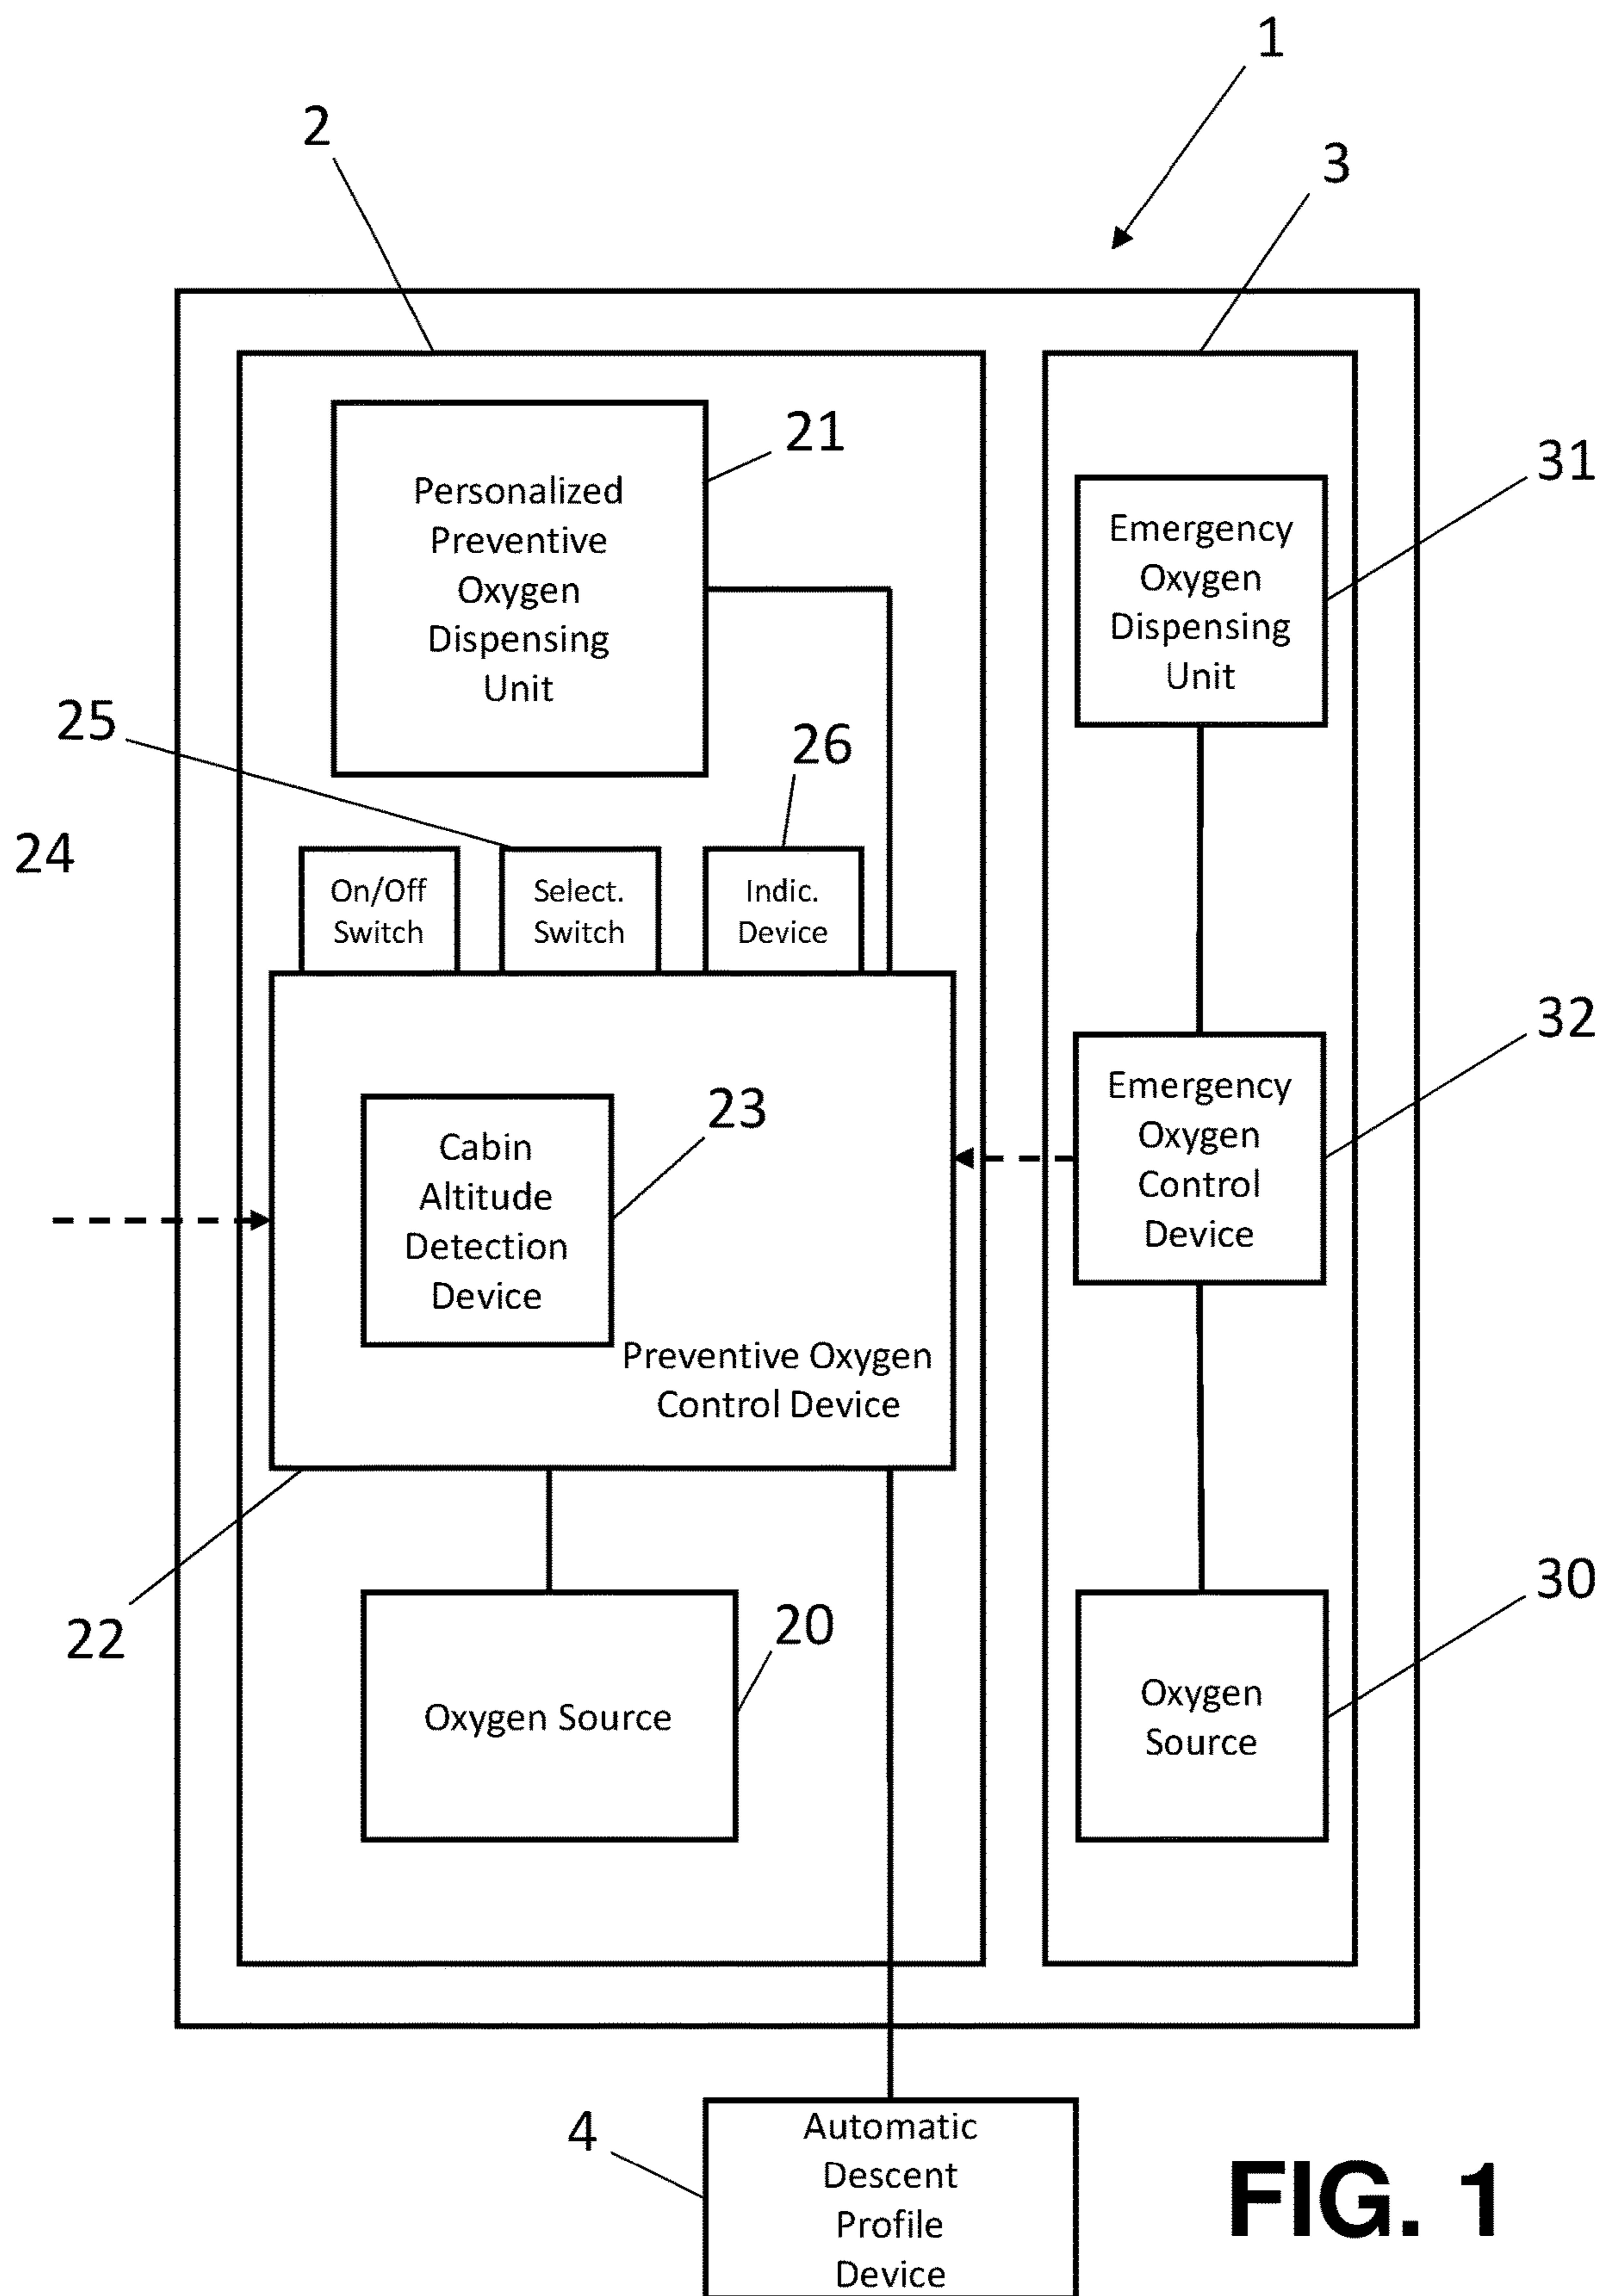 1
2
3
21
Personalized
Preventive
Oxygen
Dispensing
Unit
31
Emergency
Oxygen
Dispensing
Unit
25
26
24
On/Off
Switch
Select.
Switch
Indic.
Device
32
Emergency
Oxygen
Control
Device
23
Cabin
Altitude
Detection
Device
Preventive Oxygen
Control Device
22
20
Oxygen Source
30
Oxygen
Source
4
Automatic
Descent
Profile
Device
FIG. 1